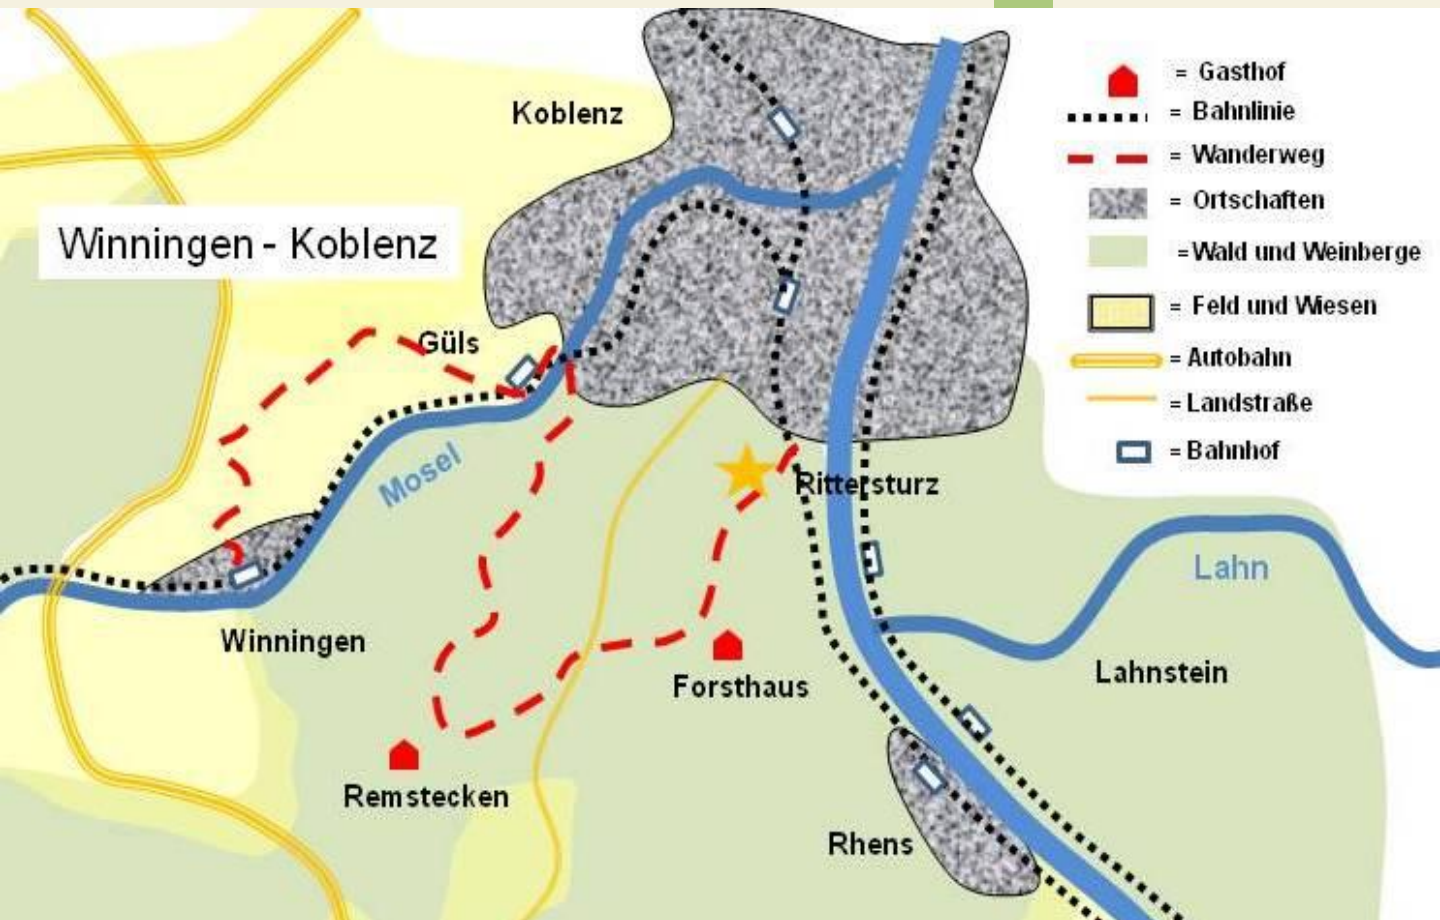 Koblenz
Winningen - Koblenz
Güls
Mosel
Winningen
Rittersturz
Forsthaus
Remstecken
Lahn
Lahnstein
Rhens
= Gasthof
= Bahnlinie
= Wanderweg
= Ortschaften
=Wald und Weinberge
= Feld und Wiesen
= Autobahn
= Landstraße
= Bahnhof